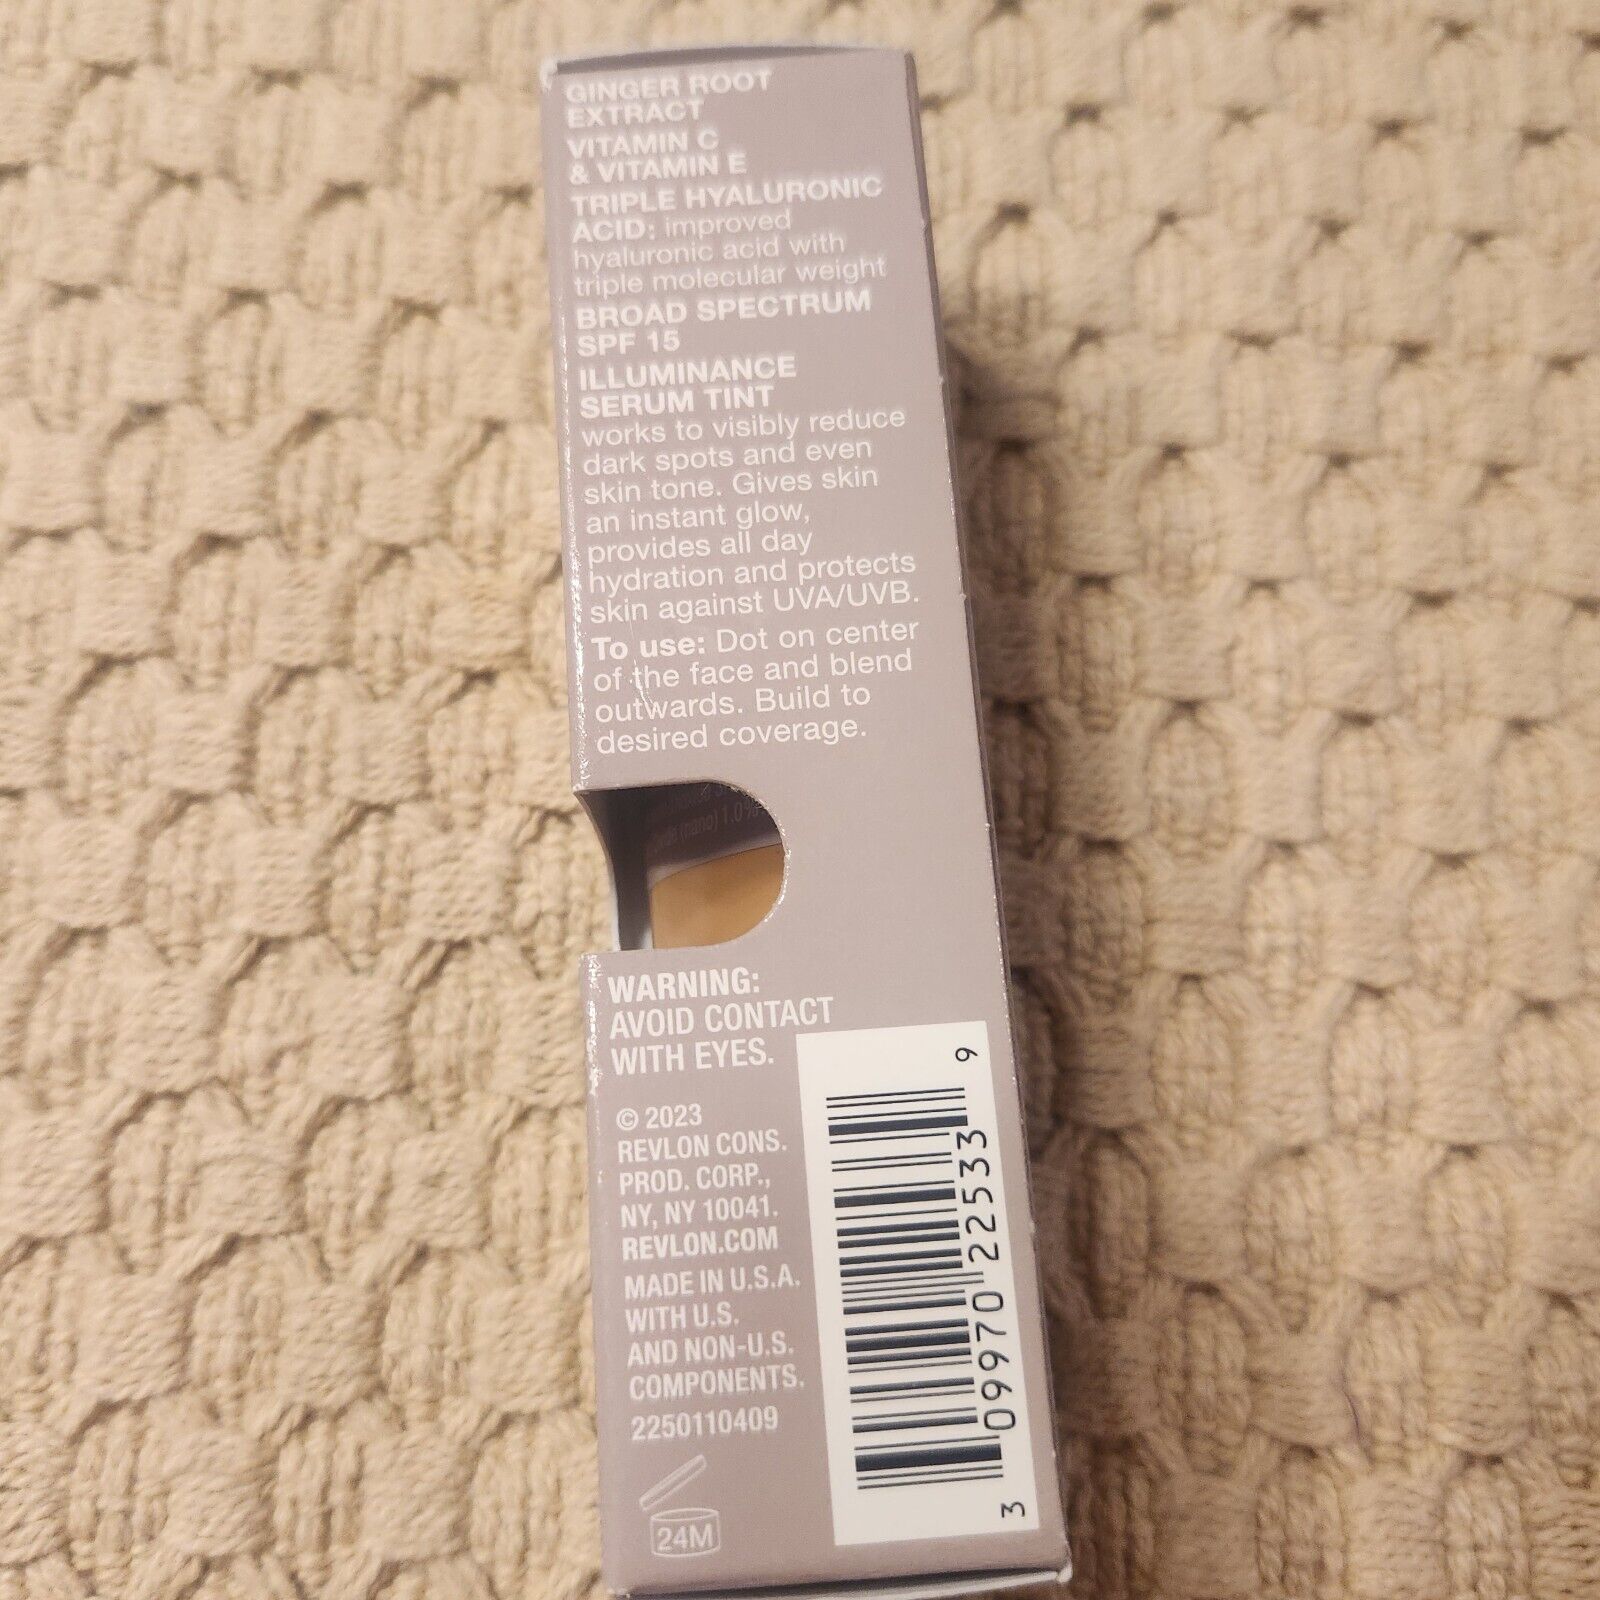 GINGER ROOT
EXTRACT
VITAMIN C
& VITAMIN E
TRIPLE HYALURONIC
ACID: improved
hyaluronic acid with
triple molecular weight
BROAD SPECTRUM
SPF 15
ILLUMINANCE
SERUM TINT
works to visibly reduce
dark spots and even
skin tone. Gives skin
an instant glow,
provides all day
hydration and protects
skin against UVA/UVB.
To use: Dot on center
of the face and blend
outwards. Build to
desired coverage.
(nano) 1.0%
WARNING:
AVOID CONTACT
WITH EYES.
© 2023
REVLON CONS.
PROD. CORP.,
NY, NY 10041.
REVLON.COM
MADE IN U.S.A.
WITH U.S.
AND NON-U.S.
COMPONENTS.
2250110409
24M
3 09970 22533 9